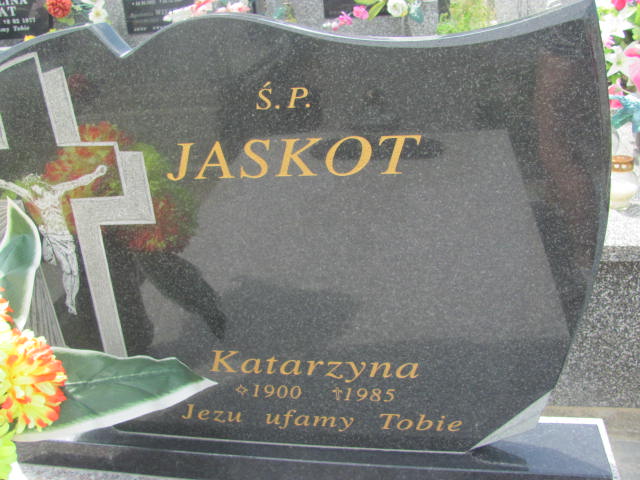 Ś.P.
JASKOT
Katarzyna
✡1900 ✝1985
Jezu ufamy Tobie